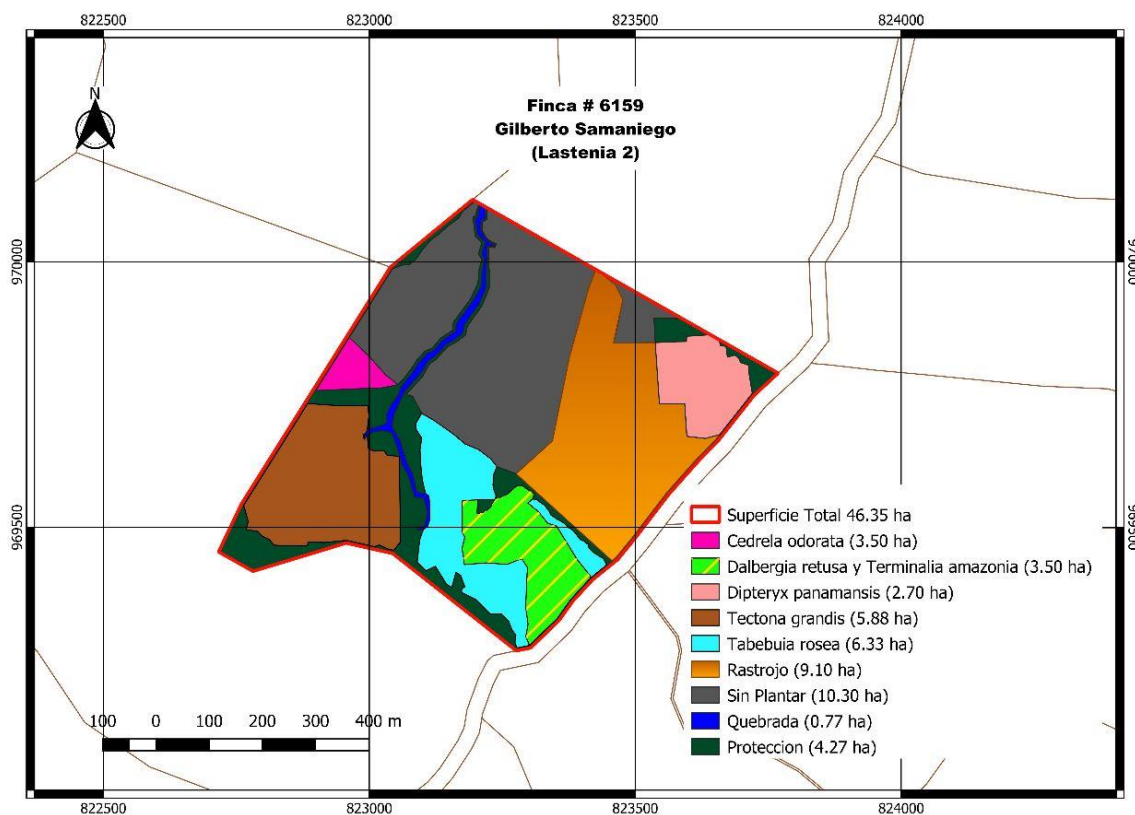 822500 823000 823500 824000
N
Finca # 6159
Gilberto Samaniego
(Lastenia 2)
970000 970000
969500 969500
Superficie Total 46.35 ha
Cedrela odorata (3.50 ha)
Dalbergia retusa y Terminalia amazonia (3.50 ha)
Dipteryx panamansis (2.70 ha)
Tectona grandis (5.88 ha)
Tabebuia rosea (6.33 ha)
Rastrojo (9.10 ha)
Sin Plantar (10.30 ha)
Quebrada (0.77 ha)
Proteccion (4.27 ha)
100 0 100 200 300 400 m
822500 823000 823500 824000